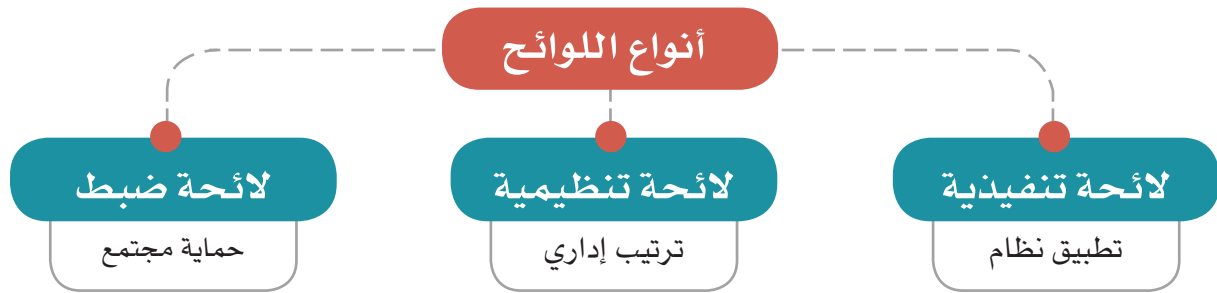 أنواع اللوائح
لائحة تنفيذية
تطبيق نظام
لائحة تنظيمية
ترتيب إداري
لائحة ضبط
حماية مجتمع